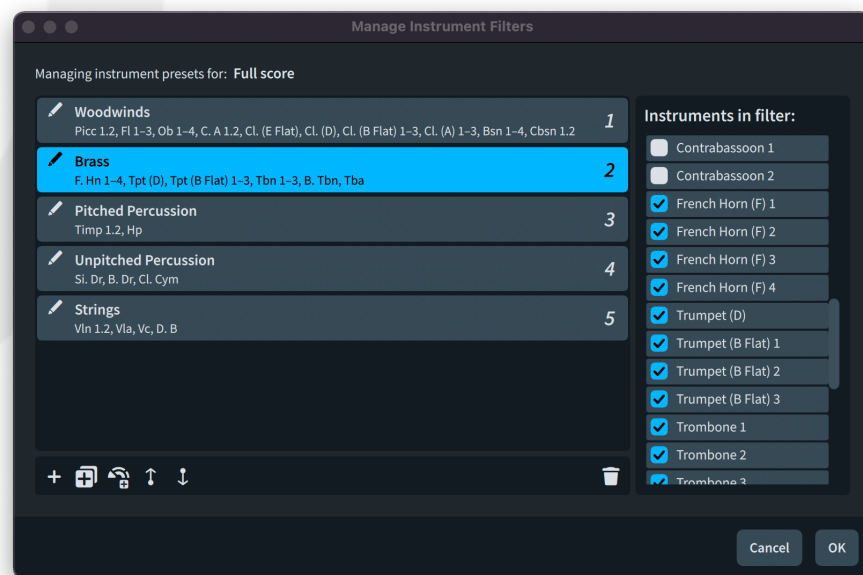 Manage Instrument Filters
Managing instrument presets for: Full score
Woodwinds
Picc 1.2, Fl 1–3, Ob 1–4, C. A 1.2, Cl. (E Flat), Cl. (D), Cl. (B Flat) 1–3, Cl. (A) 1–3, Bsn 1–4, Cbsn 1.2
1
Brass
F. Hn 1–4, Tpt (D), Tpt (B Flat) 1–3, Tbn 1–3, B. Tbn, Tba
2
Pitched Percussion
Timp 1.2, Hp
3
Unpitched Percussion
Si. Dr, B. Dr, Cl. Cym
4
Strings
Vln 1.2, Vla, Vc, D. B
5
Instruments in filter:
Contrabassoon 1
Contrabassoon 2
French Horn (F) 1
French Horn (F) 2
French Horn (F) 3
French Horn (F) 4
Trumpet (D)
Trumpet (B Flat) 1
Trumpet (B Flat) 2
Trumpet (B Flat) 3
Trombone 1
Trombone 2
Trombone 3
Cancel
OK